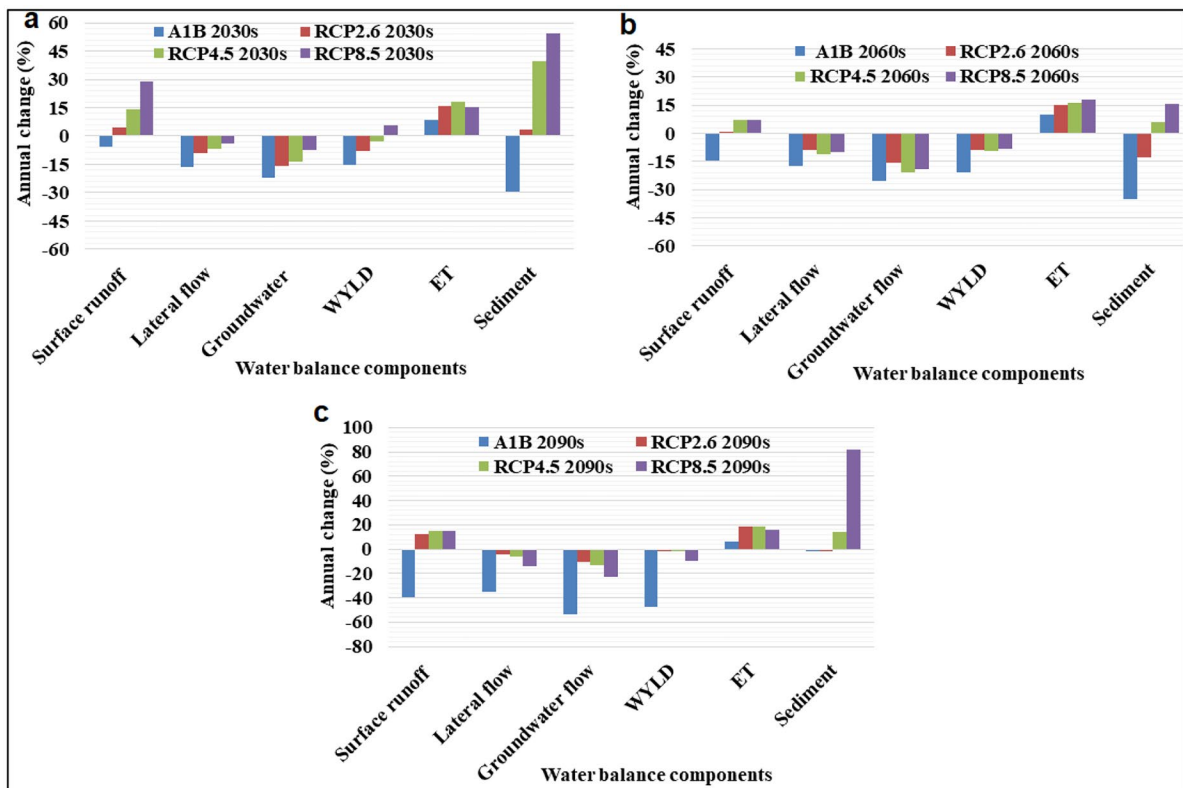 a
Annual change (%)
60
45
30
15
0
-15
-30
-45
-60
A1B 2030s
RCP2.6 2030s
RCP4.5 2030s
RCP8.5 2030s
Surface runoff
Lateral flow
Groundwater
WYLD
ET
Sediment
Water balance components
b
Annual change (%)
45
30
15
0
-15
-30
-45
-60
A1B 2060s
RCP2.6 2060s
RCP4.5 2060s
RCP8.5 2060s
Surface runoff
Lateral flow
Groundwater flow
WYLD
ET
Sediment
Water balance components
c
Annual change (%)
100
80
60
40
20
0
-20
-40
-60
-80
A1B 2090s
RCP2.6 2090s
RCP4.5 2090s
RCP8.5 2090s
Surface runoff
Lateral flow
Groundwater flow
WYLD
ET
Sediment
Water balance components